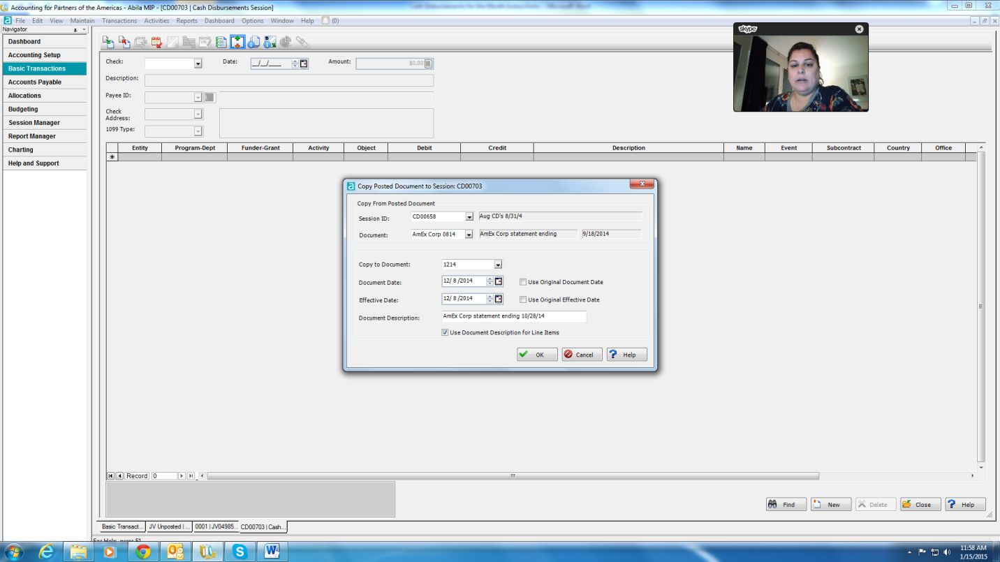 Accounting for Partners of the Americas - Abila MIP - [CD00703 | Cash Disbursements Session]
Cash Disbursements for the Month Instructions - Microsoft Word
File Edit View Maintain Transactions Activities Reports Dashboard Options Window Help (0)
Navigator
Dashboard
Accounting Setup
Basic Transactions
Accounts Payable
Allocations
Budgeting
Session Manager
Report Manager
Charting
Help and Support
skype
Check:
Date: __/__/____
Amount: $0.00
Description:
Payee ID:
Check
Address:
1099 Type:
Entity Program-Dept Funder-Grant Activity Object Debit Credit Description Name Event Subcontract Country Office
Copy Posted Document to Session: CD00703
Copy From Posted Document
Session ID: CD00658 Aug CD's 8/31/4
Document: AmEx Corp 0814 AmEx Corp statement ending 9/18/2014
Copy to Document: 1214
Document Date: 12/ 8 /2014 Use Original Document Date
Effective Date: 12/ 8 /2014 Use Original Effective Date
Document Description: AmEx Corp statement ending 10/28/14
Use Document Description for Line Items
OK Cancel Help
Record 0
Find New Delete Close Help
Basic Transact... JV Unposted | ... 0001 | JV04985... CD00703 | Cash...
For Help, press F1
11:58 AM
1/15/2015